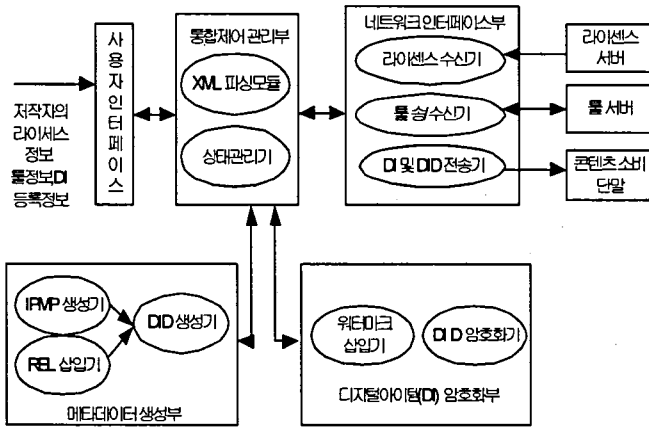 저작자의
라이세스
정보
툴정보,DI
등록정보
사용자인터페이스
통합제어 관리부
XML 파싱모듈
상태관리기
네트워크 인터페이스부
라이센스 수신기
툴 송/수신기
DI 및 DID 전송기
라이센스
서버
툴 서버
콘텐츠 소비
단말
IPMP 생성기
REL 삽입기
DID 생성기
메타데이터 생성부
워터마크
삽입기
DID 암호화기
디지털아이템(DI) 암호화부